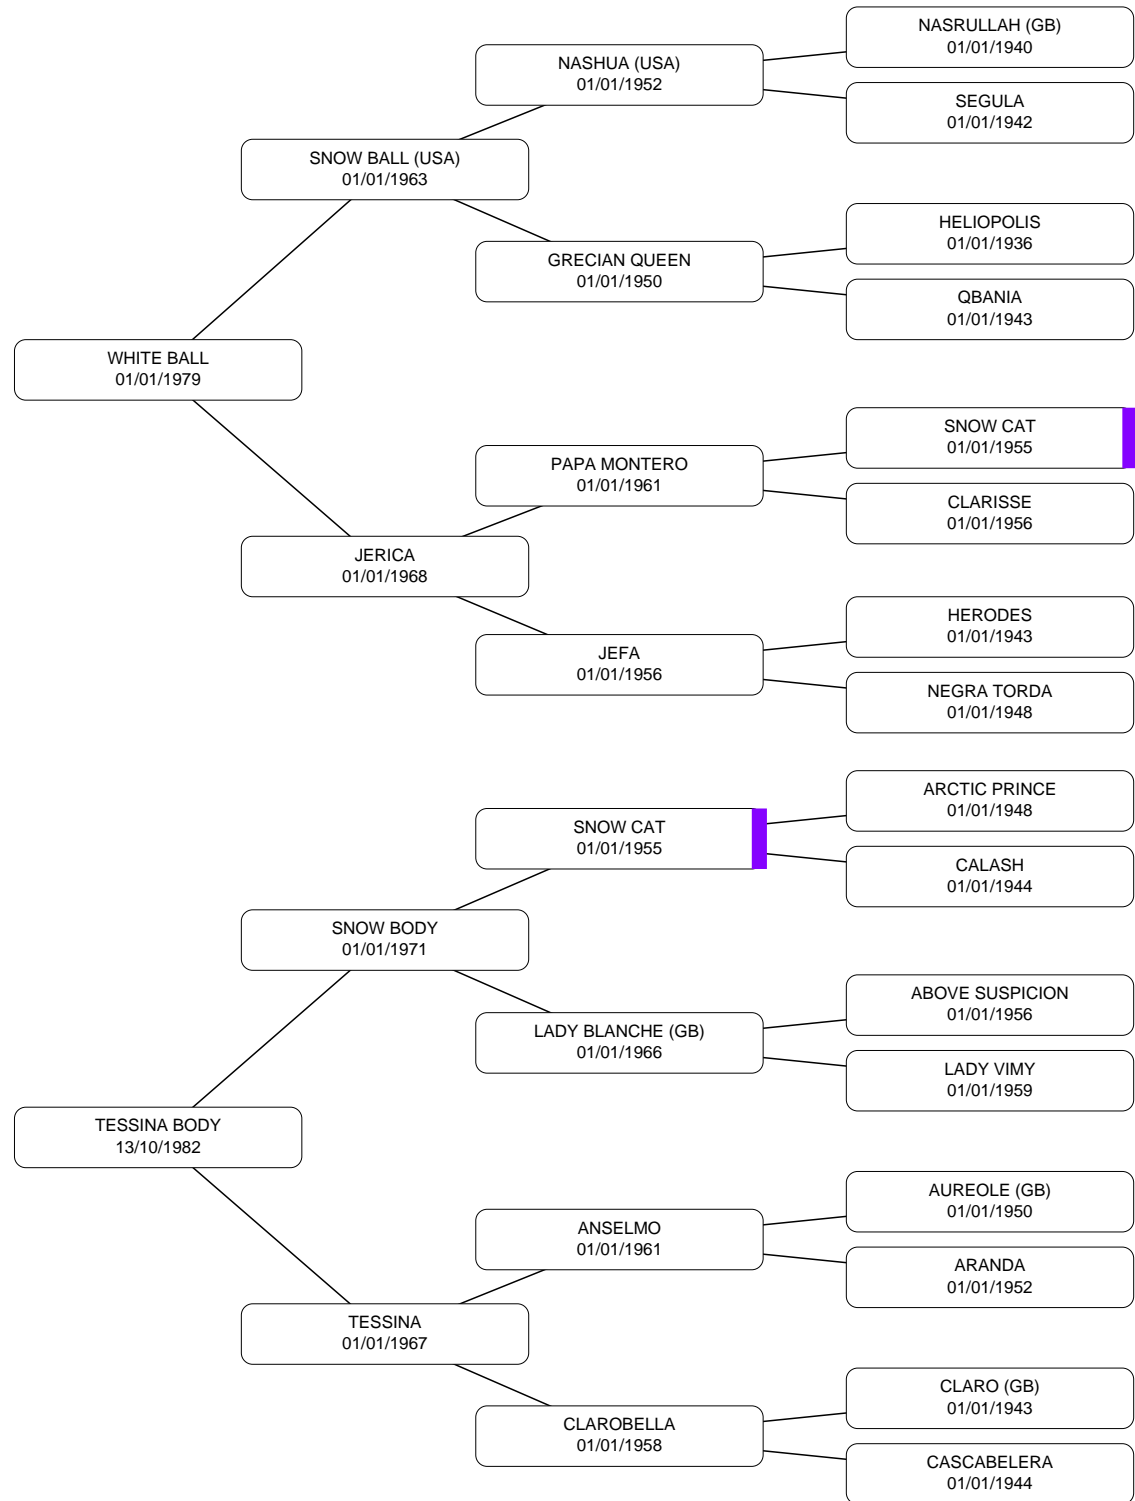 NASRULLAH (GB)
01/01/1940
NASHUA (USA)
01/01/1952
SEGULA
01/01/1942
SNOW BALL (USA)
01/01/1963
HELIOPOLIS
01/01/1936
GRECIAN QUEEN
01/01/1950
QBANIA
01/01/1943
WHITE BALL
01/01/1979
SNOW CAT
01/01/1955
PAPA MONTERO
01/01/1961
CLARISSE
01/01/1956
JERICA
01/01/1968
HERODES
01/01/1943
JEFA
01/01/1956
NEGRA TORDA
01/01/1948
ARCTIC PRINCE
01/01/1948
SNOW CAT
01/01/1955
CALASH
01/01/1944
SNOW BODY
01/01/1971
ABOVE SUSPICION
01/01/1956
LADY BLANCHE (GB)
01/01/1966
LADY VIMY
01/01/1959
TESSINA BODY
13/10/1982
AUREOLE (GB)
01/01/1950
ANSELMO
01/01/1961
ARANDA
01/01/1952
TESSINA
01/01/1967
CLARO (GB)
01/01/1943
CLAROBELLA
01/01/1958
CASCABELERA
01/01/1944